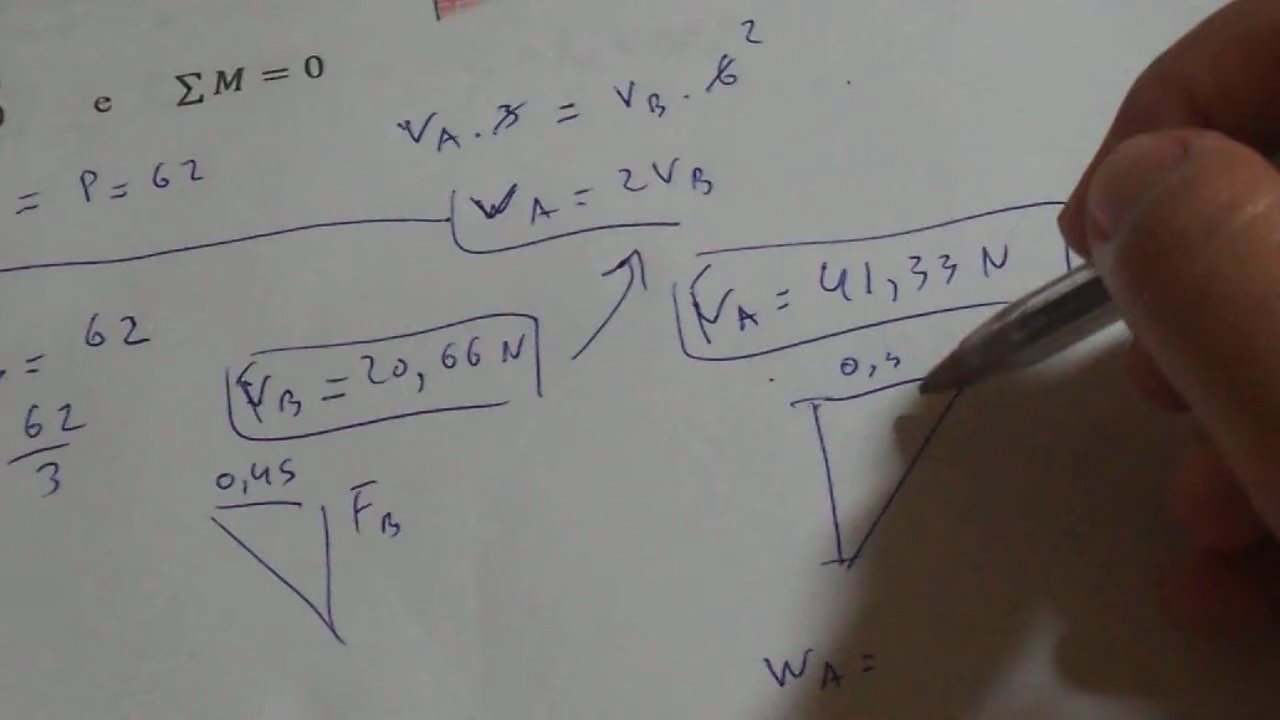 e ΣM = 0
V_A . 3 = V_B . 6 2
= P = 62
V_A = 2V_B
V_A = 41,33 N
= 62
V_B = 20,66 N
62
3
0,45
F_B
W_A =